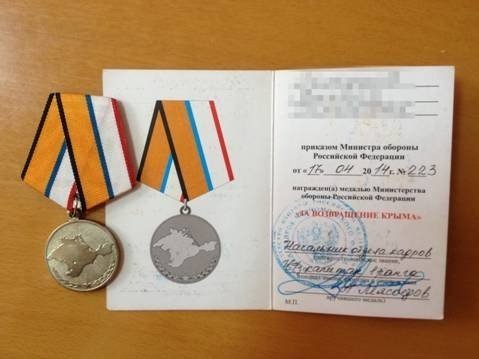 приказом Министра обороны
Российской Федерации
от «17» 04 2014 г. № 223
награжден(а) медалью Министерства
обороны Российской Федерации
"ЗА ВОЗВРАЩЕНИЕ КРЫМА"
Начальник отдела кадров
М.П.